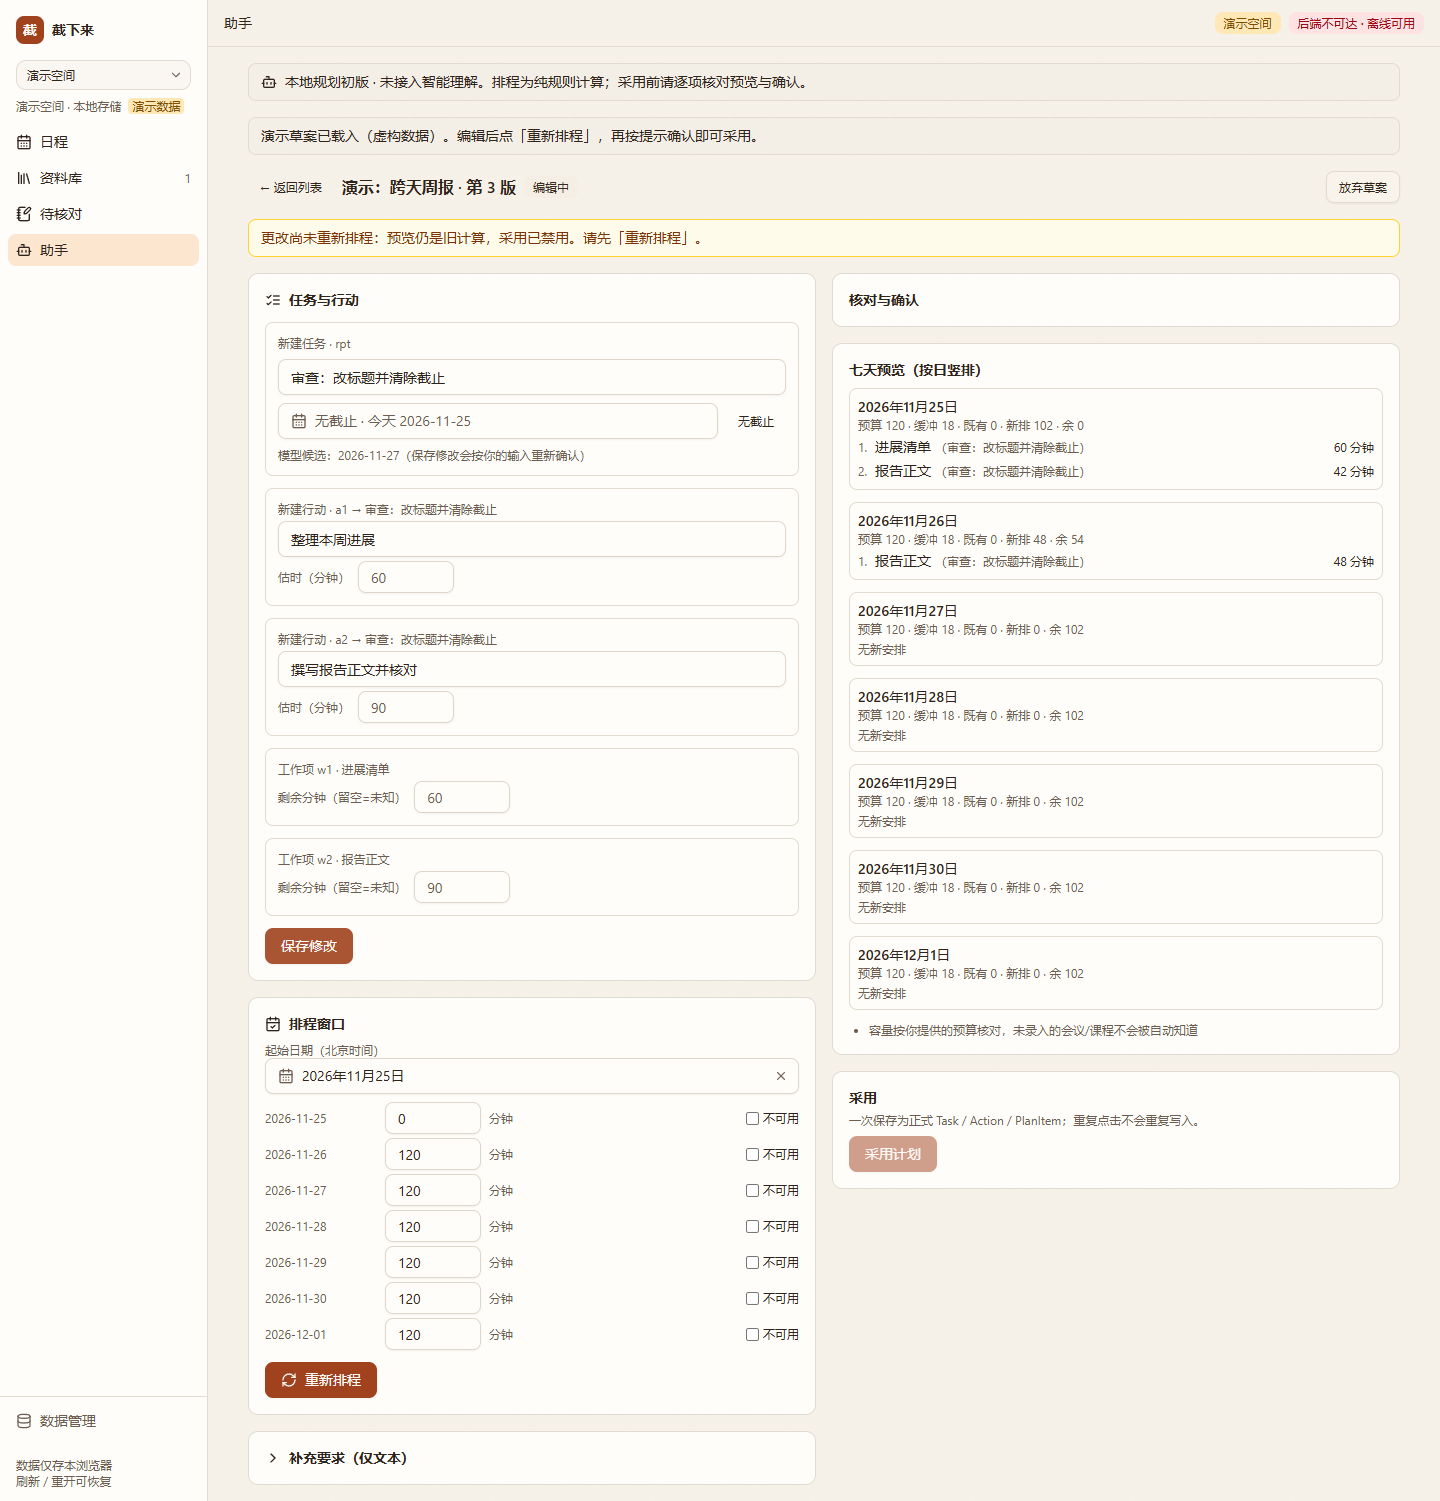 截 截下来
演示空间
演示空间 · 本地存储 演示数据
日程
资料库 1
待核对
助手
数据管理
数据仅存本浏览器
刷新 / 重开可恢复
助手
演示空间 后端不可达 · 离线可用
本地规划初版 · 未接入智能理解。排程为纯规则计算；采用前请逐项核对预览与确认。
演示草案已载入（虚构数据）。编辑后点「重新排程」，再按提示确认即可采用。
← 返回列表 演示：跨天周报 · 第 3 版 编辑中 放弃草案
更改尚未重新排程：预览仍是旧计算，采用已禁用。请先「重新排程」。
任务与行动
新建任务 · rpt
审查：改标题并清除截止
无截止 · 今天 2026-11-25 无截止
模型候选：2026-11-27（保存修改会按你的输入重新确认）
新建行动 · a1 → 审查：改标题并清除截止
整理本周进展
估时（分钟） 60
新建行动 · a2 → 审查：改标题并清除截止
撰写报告正文并核对
估时（分钟） 90
工作项 w1 · 进展清单
剩余分钟（留空=未知） 60
工作项 w2 · 报告正文
剩余分钟（留空=未知） 90
保存修改
排程窗口
起始日期（北京时间）
2026年11月25日 ×
2026-11-25 0 分钟 不可用
2026-11-26 120 分钟 不可用
2026-11-27 120 分钟 不可用
2026-11-28 120 分钟 不可用
2026-11-29 120 分钟 不可用
2026-11-30 120 分钟 不可用
2026-12-01 120 分钟 不可用
重新排程
补充要求（仅文本）
核对与确认
七天预览（按日竖排）
2026年11月25日
预算 120 · 缓冲 18 · 既有 0 · 新排 102 · 余 0
1. 进展清单 （审查：改标题并清除截止） 60 分钟
2. 报告正文 （审查：改标题并清除截止） 42 分钟
2026年11月26日
预算 120 · 缓冲 18 · 既有 0 · 新排 48 · 余 54
1. 报告正文 （审查：改标题并清除截止） 48 分钟
2026年11月27日
预算 120 · 缓冲 18 · 既有 0 · 新排 0 · 余 102
无新安排
2026年11月28日
预算 120 · 缓冲 18 · 既有 0 · 新排 0 · 余 102
无新安排
2026年11月29日
预算 120 · 缓冲 18 · 既有 0 · 新排 0 · 余 102
无新安排
2026年11月30日
预算 120 · 缓冲 18 · 既有 0 · 新排 0 · 余 102
无新安排
2026年12月1日
预算 120 · 缓冲 18 · 既有 0 · 新排 0 · 余 102
无新安排
• 容量按你提供的预算核对，未录入的会议/课程不会被自动知道
采用
一次保存为正式 Task / Action / PlanItem；重复点击不会重复写入。
采用计划